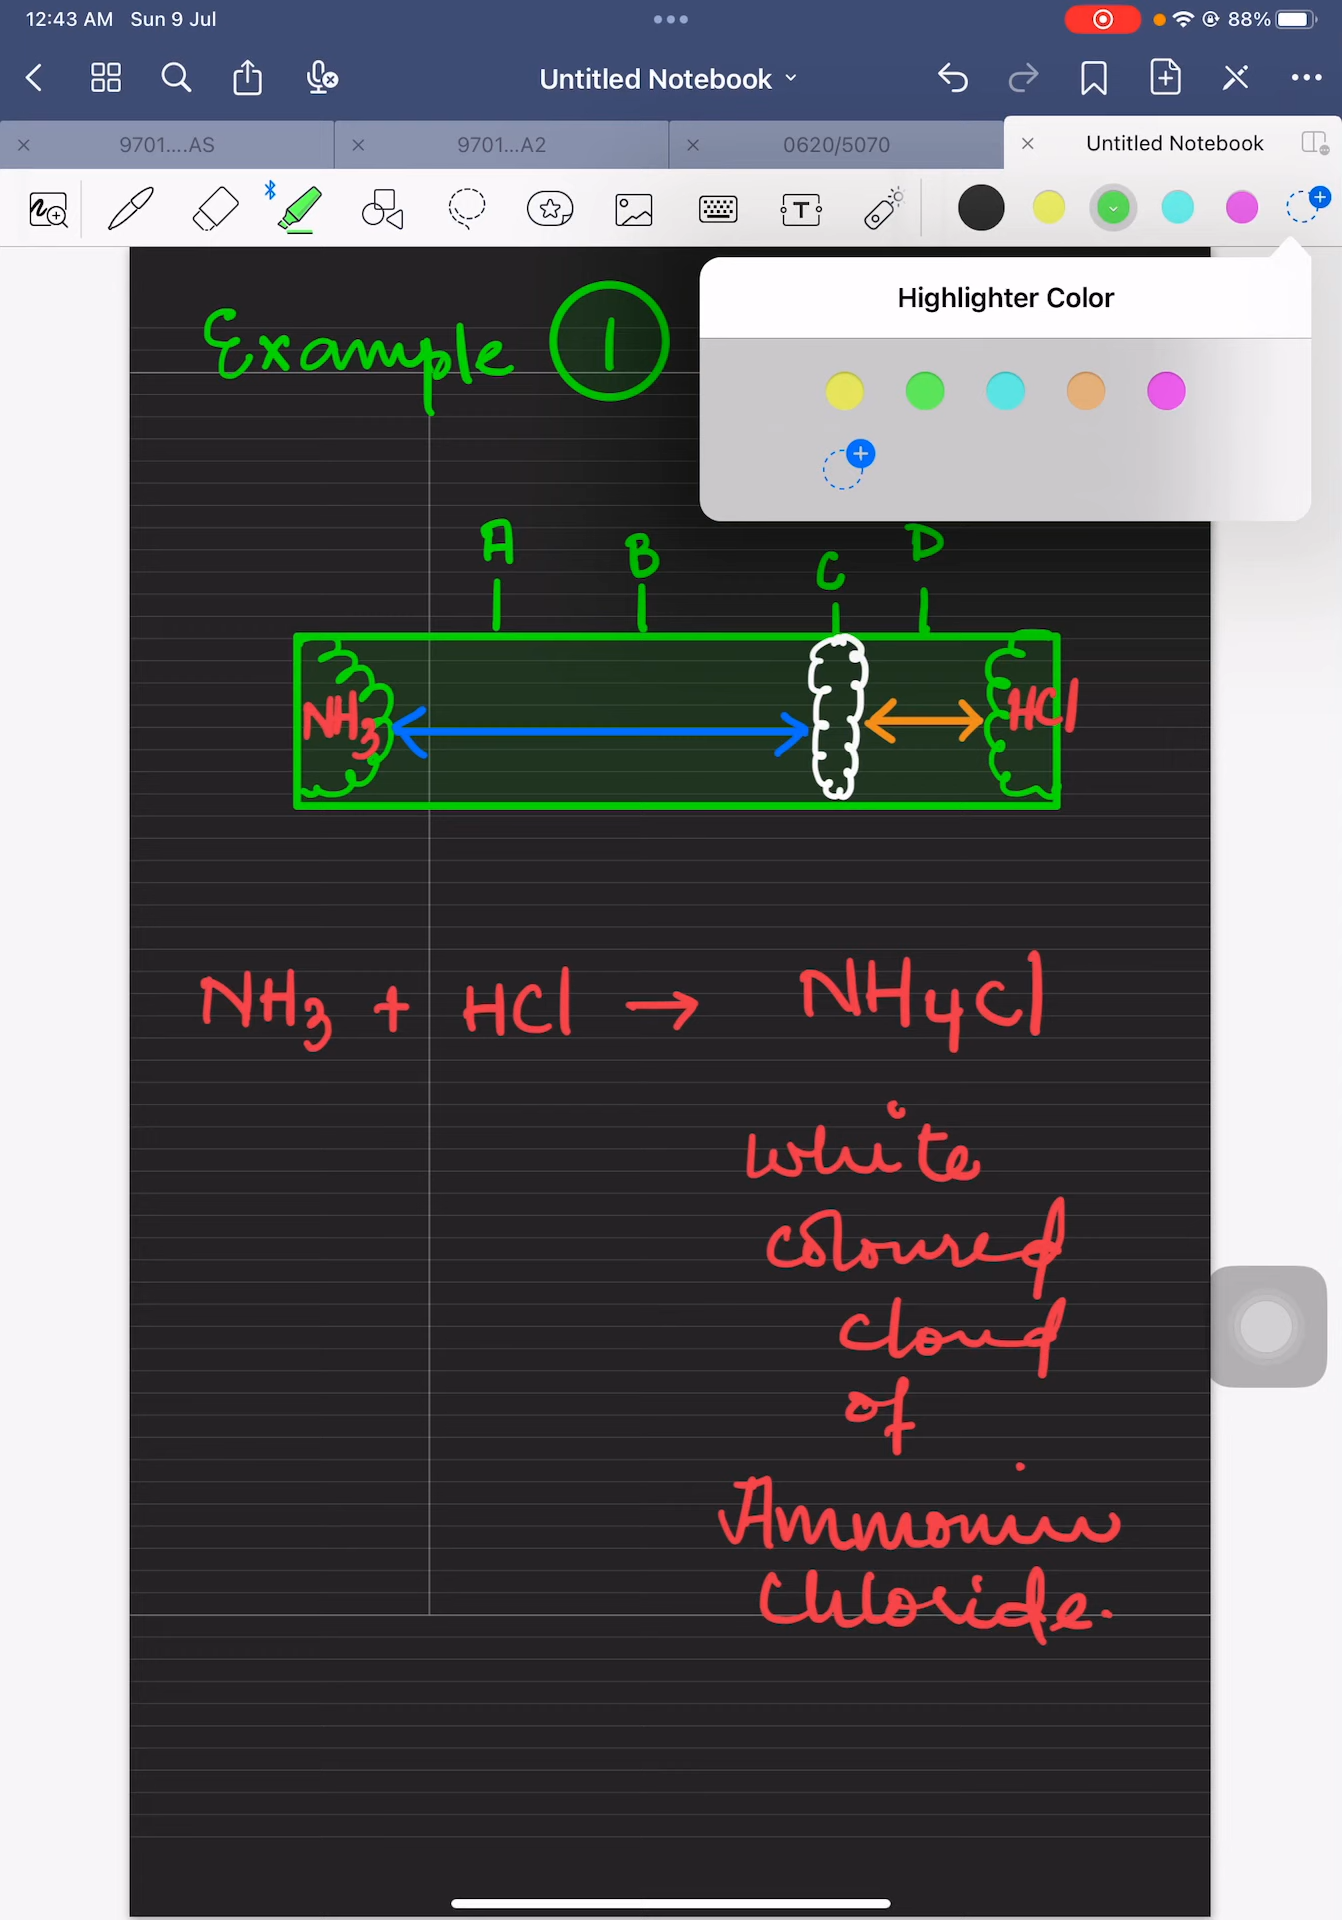 12:43 AM Sun 9 Jul
88%
Untitled Notebook
9701....AS
9701...A2
0620/5070
Untitled Notebook
T
Highlighter Color
Example 1
A
B
C
D
NH3
HCl
NH3 + HCl → NH4Cl
white
coloured
cloud
of
Ammonium
Chloride.